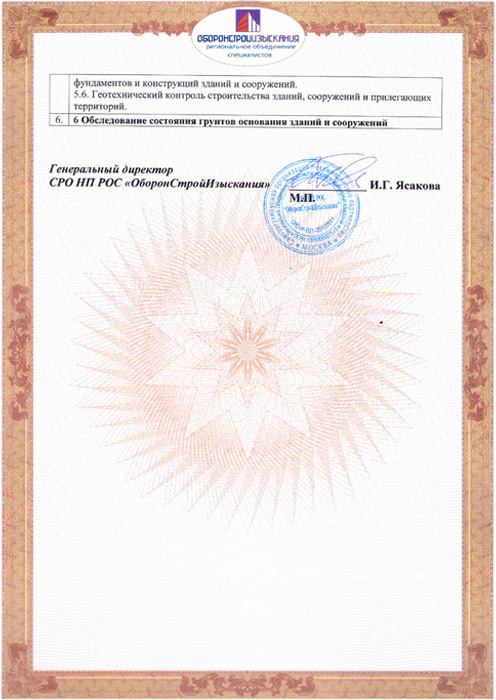 ОБОРОНСТРОЙИЗЫСКАНИЯ
региональное объединение
специалистов
фундаментов и конструкций зданий и сооружений.
5.6. Геотехнический контроль строительства зданий, сооружений и прилегающих
территорий.
6. 6 Обследование состояния грунтов основания зданий и сооружений
Генеральный директор
СРО НП РОС «ОборонСтройИзыскания» И.Г. Ясакова
М.П.
"ОборонСтройИзыскания"
МОСКВА